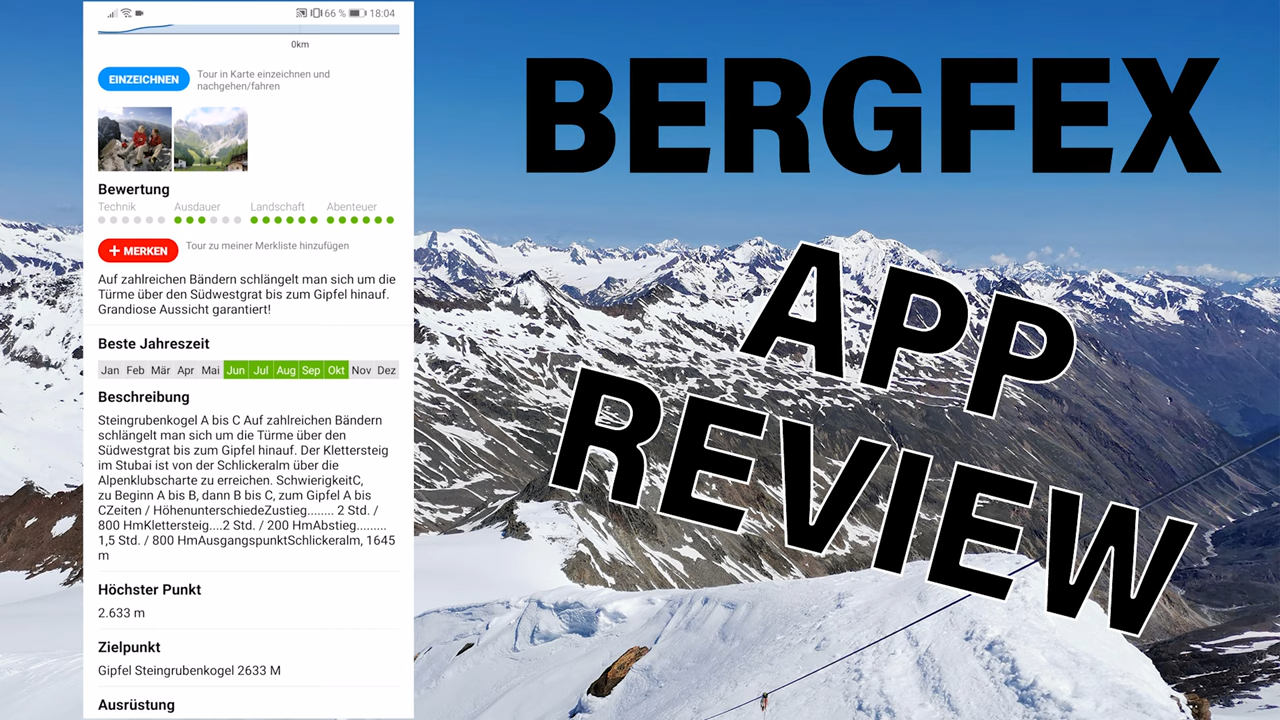 66 % 18:04
0km
EINZEICHNEN
Tour in Karte einzeichnen und
nachgehen/fahren
Bewertung
Technik Ausdauer Landschaft Abenteuer
+ MERKEN
Tour zu meiner Merkliste hinzufügen
Auf zahlreichen Bändern schlängelt man sich um die
Türme über den Südwestgrat bis zum Gipfel hinauf.
Grandiose Aussicht garantiert!
Beste Jahreszeit
Jan Feb Mär Apr Mai Jun Jul Aug Sep Okt Nov Dez
Beschreibung
Steingrubenkogel A bis C Auf zahlreichen Bändern
schlängelt man sich um die Türme über den
Südwestgrat bis zum Gipfel hinauf. Der Klettersteig
im Stubai ist von der Schlickeralm über die
Alpenklubscharte zu erreichen. SchwierigkeitC,
zu Beginn A bis B, dann B bis C, zum Gipfel A bis
CZeiten / HöhenunterschiedeZustieg........ 2 Std. /
800 HmKlettersteig....2 Std. / 200 HmAbstieg.........
1,5 Std. / 800 HmAusgangspunktSchlickeralm, 1645
m
Höchster Punkt
2.633 m
Zielpunkt
Gipfel Steingrubenkogel 2633 M
Ausrüstung
BERGFEX
APP
REVIEW